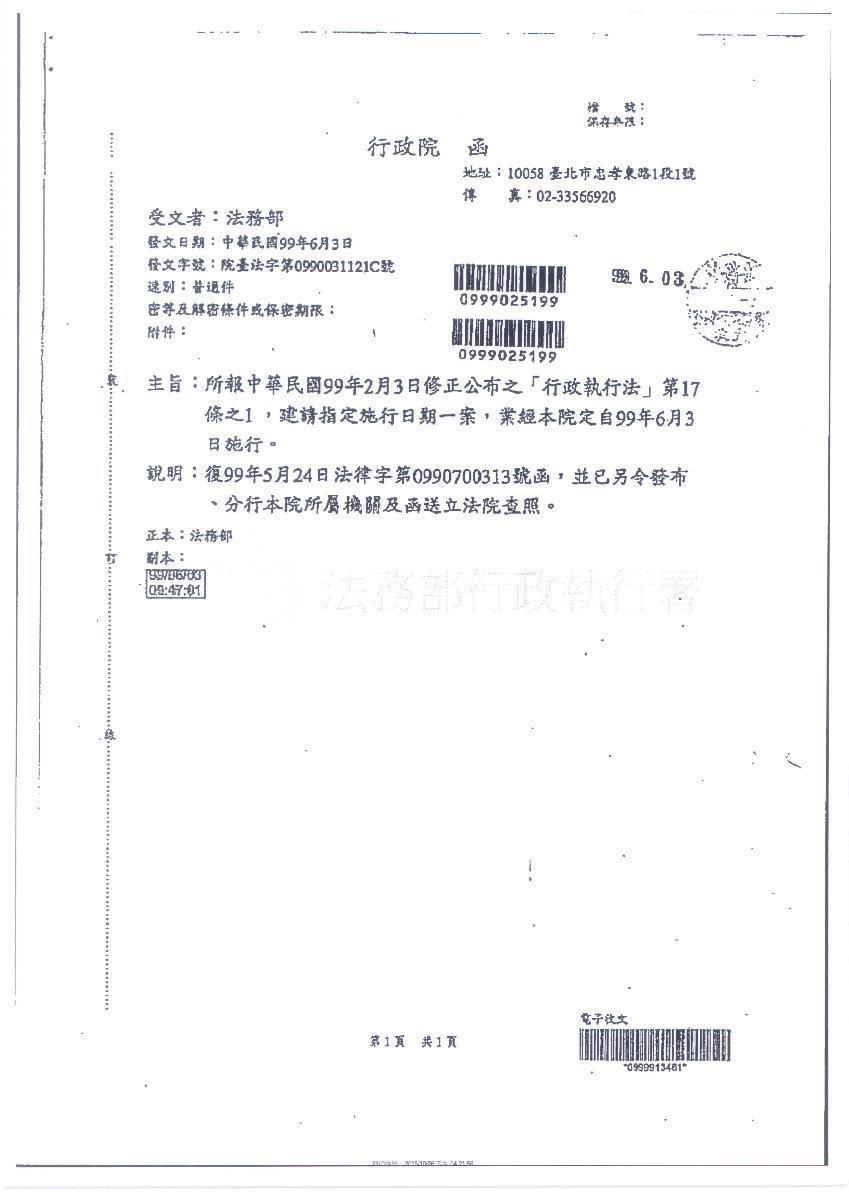 檔　　號：
保存年限：
行政院　函
地址：10058 臺北市忠孝東路1段1號
傳　　真：02-33566920
受文者：法務部
發文日期：中華民國99年6月3日
發文字號：院臺法字第0990031121C號
速別：普通件
密等及解密條件或保密期限：
附件：
0999025199
99. 6. 03
0999025199
裝
主旨：所報中華民國99年2月3日修正公布之「行政執行法」第17
條之1，建請指定施行日期一案，業經本院定自99年6月3
日施行。
說明：復99年5月24日法律字第0990700313號函，並已另令發布
、分行本院所屬機關及函送立法院查照。
正本：法務部
訂
副本：
99/06/03
09:47:01
法務部行政執行署
線
電子收文
第1頁　共1頁
*0999913461*